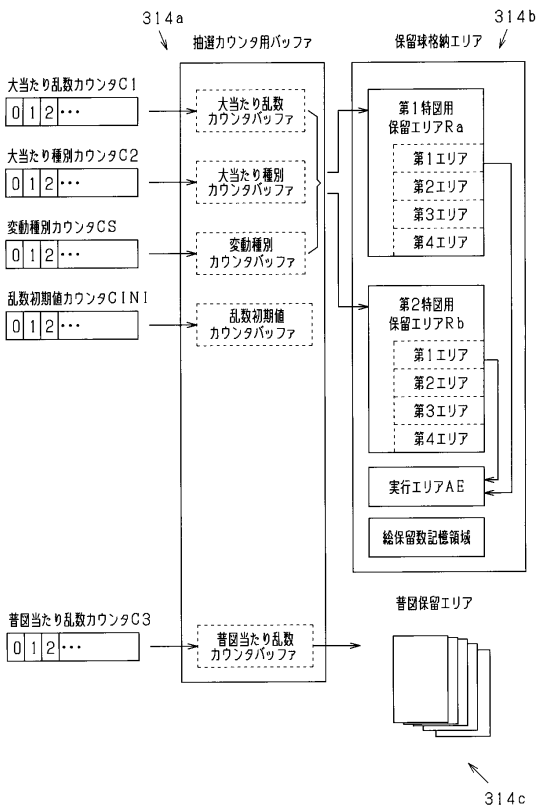 314a
314b
抽選カウンタ用バッファ
保留球格納エリア
大当たり乱数カウンタC1
0 1 2 ・・・
大当たり種別カウンタC2
0 1 2 ・・・
変動種別カウンタCS
0 1 2 ・・・
乱数初期値カウンタCINI
0 1 2 ・・・
大当たり乱数
カウンタバッファ
大当たり種別
カウンタバッファ
変動種別
カウンタバッファ
乱数初期値
カウンタバッファ
第1特図用
保留エリアRa
第1エリア
第2エリア
第3エリア
第4エリア
第2特図用
保留エリアRb
第1エリア
第2エリア
第3エリア
第4エリア
実行エリアAE
総保留数記憶領域
普図当たり乱数カウンタC3
0 1 2 ・・・
普図当たり乱数
カウンタバッファ
普図保留エリア
314c